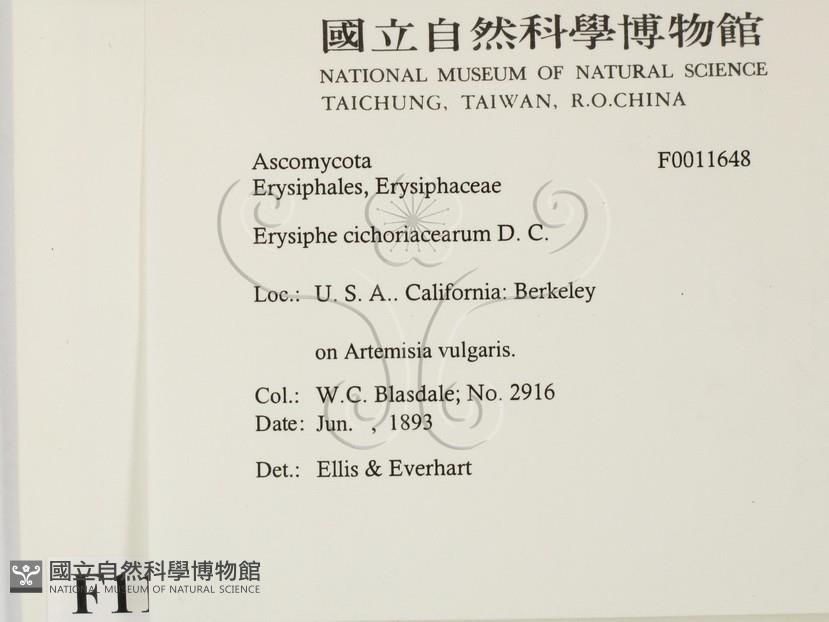 國立自然科學博物館
NATIONAL MUSEUM OF NATURAL SCIENCE
TAICHUNG, TAIWAN, R.O.CHINA
Ascomycota F0011648
Erysiphales, Erysiphaceae
Erysiphe cichoriacearum D. C.
Loc.: U. S. A.. California: Berkeley
on Artemisia vulgaris.
Col.: W.C. Blasdale; No. 2916
Date: Jun. , 1893
Det.: Ellis & Everhart
國立自然科學博物館
NATIONAL MUSEUM OF NATURAL SCIENCE